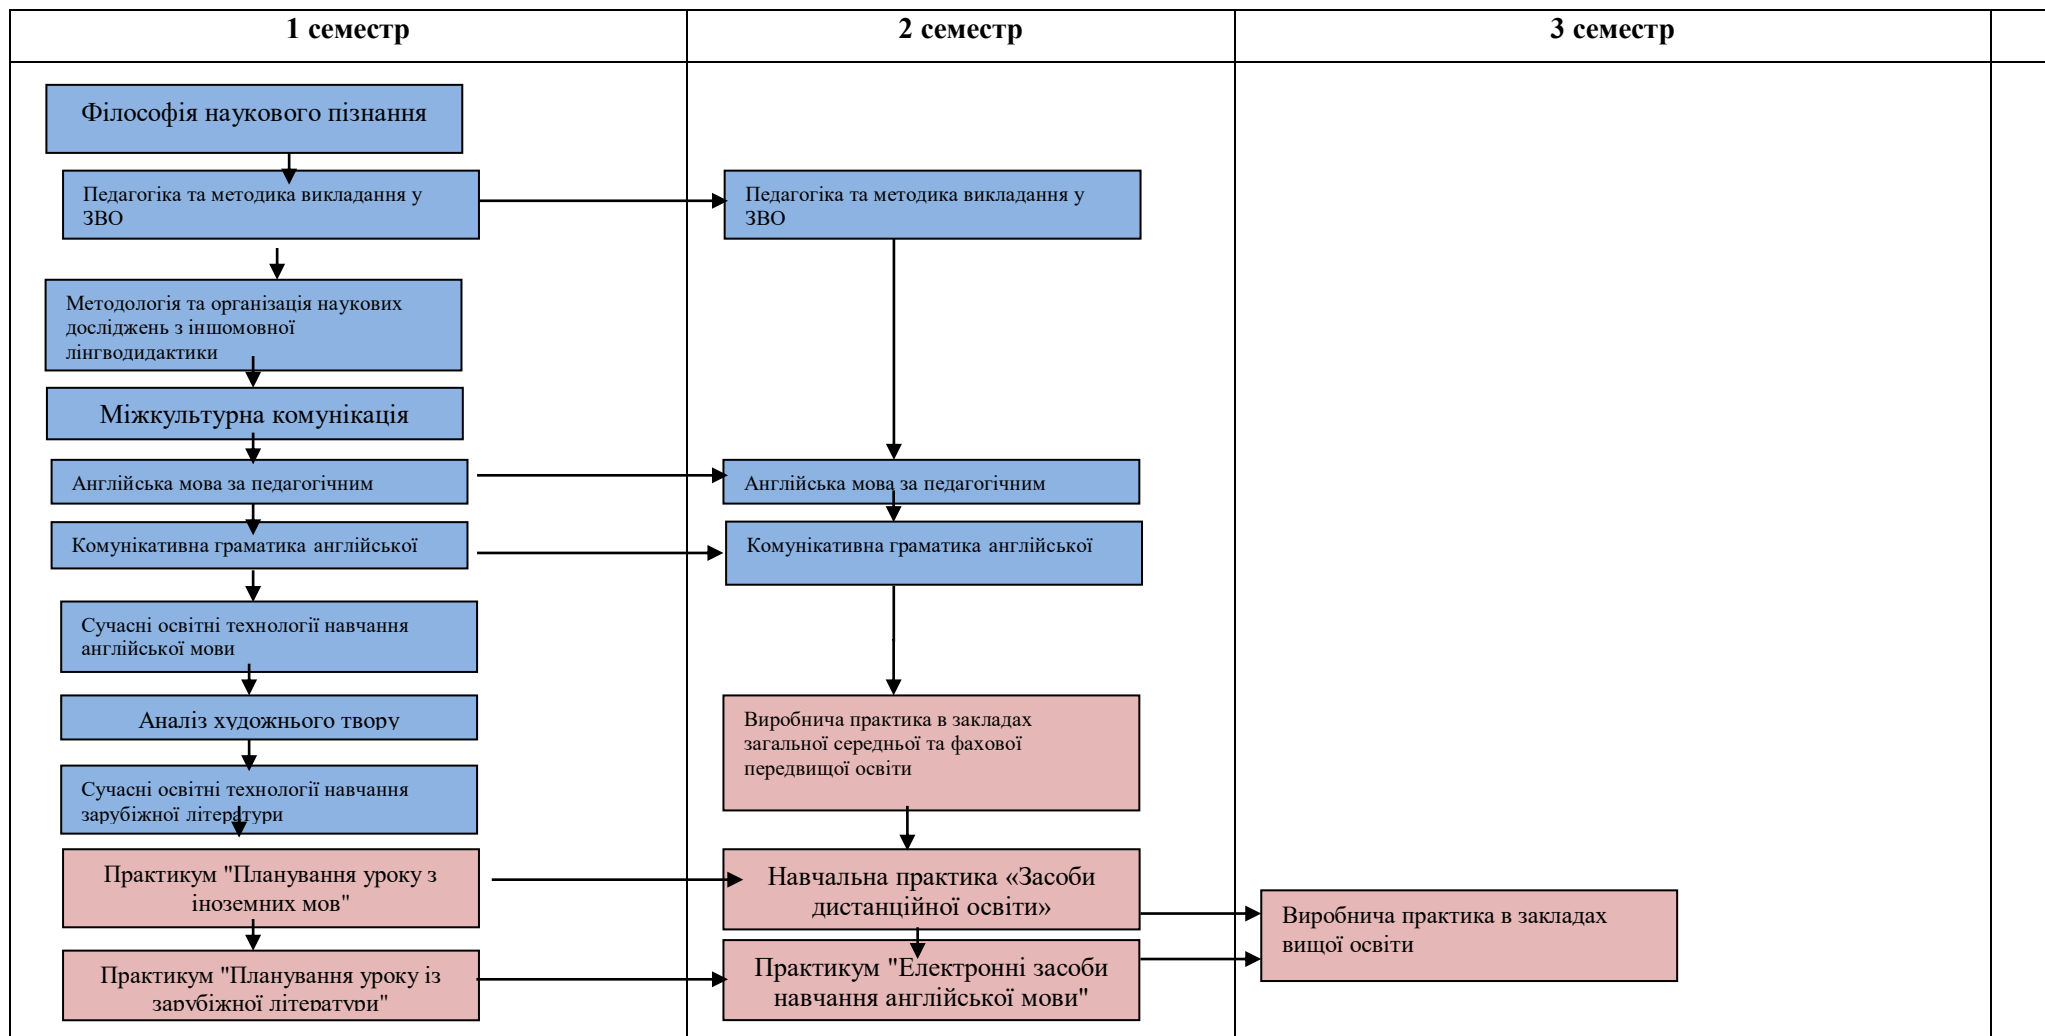 1 семестр
2 семестр
3 семестр
Філософія наукового пізнання
Педагогіка та методика викладання у
ЗВО
Методологія та організація наукових
досліджень з іншомовної
лінгводидактики
Міжкультурна комунікація
Англійська мова за педагогічним
Комунікативна граматика англійської
Сучасні освітні технології навчання
англійської мови
Аналіз художнього твору
Сучасні освітні технології навчання
зарубіжної літератури
Практикум "Планування уроку з
іноземних мов"
Практикум "Планування уроку із
зарубіжної літератури"
Педагогіка та методика викладання у
ЗВО
Англійська мова за педагогічним
Комунікативна граматика англійської
Виробнича практика в закладах
загальної середньої та фахової
передвищої освіти
Навчальна практика «Засоби
дистанційної освіти»
Практикум "Електронні засоби
навчання англійської мови"
Виробнича практика в закладах
вищої освіти